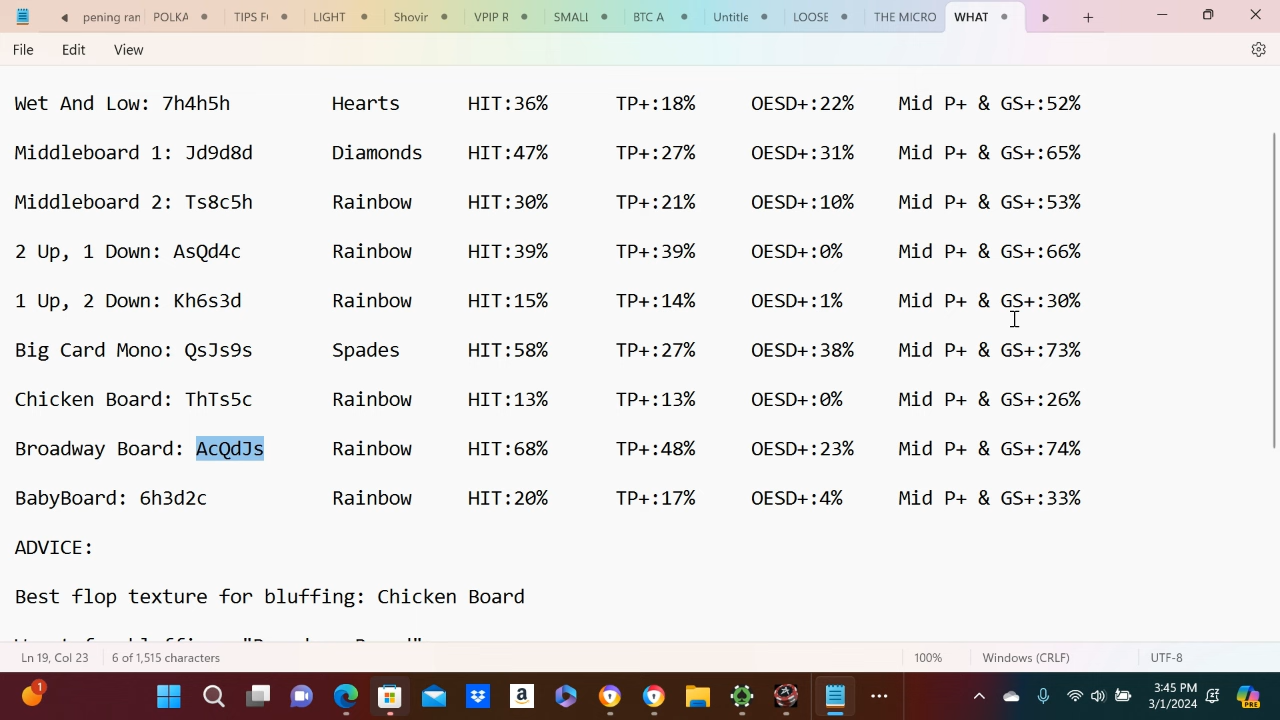 pening ran POLKA TIPS F LIGHT Shovir VPIP R SMALL BTC A Untitle LOOSE THE MICRO WHAT
File Edit View
Wet And Low: 7h4h5h Hearts HIT:36% TP+:18% OESD+:22% Mid P+ & GS+:52%
Middleboard 1: Jd9d8d Diamonds HIT:47% TP+:27% OESD+:31% Mid P+ & GS+:65%
Middleboard 2: Ts8c5h Rainbow HIT:30% TP+:21% OESD+:10% Mid P+ & GS+:53%
2 Up, 1 Down: AsQd4c Rainbow HIT:39% TP+:39% OESD+:0% Mid P+ & GS+:66%
1 Up, 2 Down: Kh6s3d Rainbow HIT:15% TP+:14% OESD+:1% Mid P+ & GS+:30%
Big Card Mono: QsJs9s Spades HIT:58% TP+:27% OESD+:38% Mid P+ & GS+:73%
Chicken Board: ThTs5c Rainbow HIT:13% TP+:13% OESD+:0% Mid P+ & GS+:26%
Broadway Board: AcQdJs Rainbow HIT:68% TP+:48% OESD+:23% Mid P+ & GS+:74%
BabyBoard: 6h3d2c Rainbow HIT:20% TP+:17% OESD+:4% Mid P+ & GS+:33%
ADVICE:
Best flop texture for bluffing: Chicken Board
Ln 19, Col 23 6 of 1,515 characters 100% Windows (CRLF) UTF-8
1 3:45 PM
3/1/2024 PRE